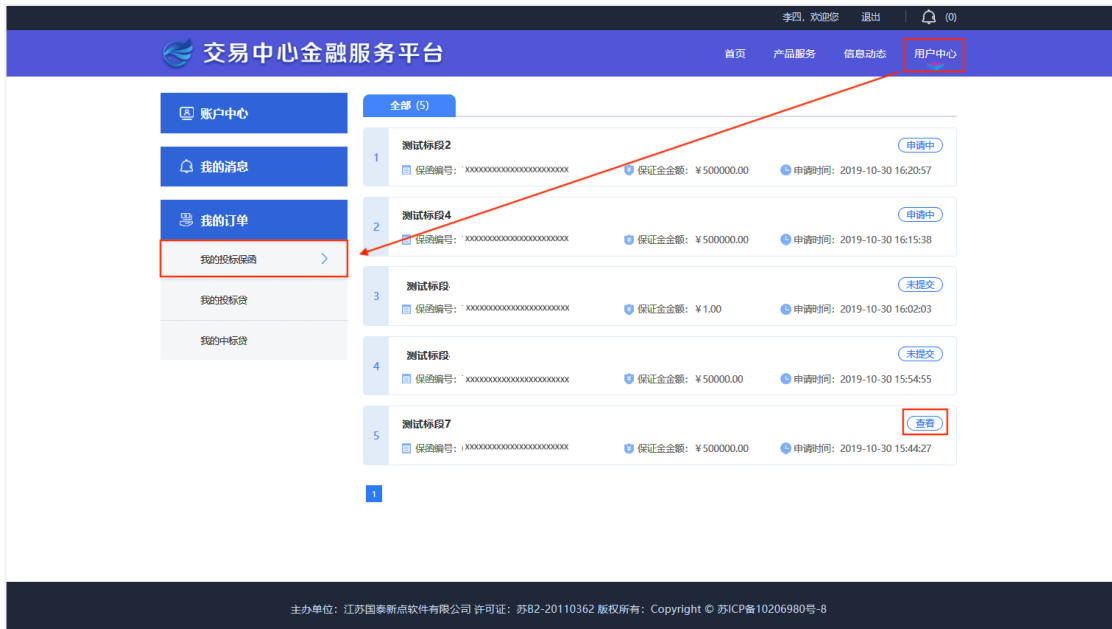 李四，欢迎您 退出 (0)
交易中心金融服务平台 首页 产品服务 信息动态 用户中心
账户中心
我的消息
我的订单
我的投标保函
我的投标贷
我的中标贷
全部 (5)
1 测试标段2 申请中
保函编号： xxxxxxxxxxxxxxxxxxxxxxx 保证金金额：￥500000.00 申请时间：2019-10-30 16:20:57
2 测试标段4 申请中
保函编号： xxxxxxxxxxxxxxxxxxxxxxx 保证金金额：￥500000.00 申请时间：2019-10-30 16:15:38
3 测试标段 未提交
保函编号： xxxxxxxxxxxxxxxxxxxxxxx 保证金金额：￥1.00 申请时间：2019-10-30 16:02:03
4 测试标段 未提交
保函编号： xxxxxxxxxxxxxxxxxxxxxxx 保证金金额：￥50000.00 申请时间：2019-10-30 15:54:55
5 测试标段7 查看
保函编号： xxxxxxxxxxxxxxxxxxxxxxx 保证金金额：￥500000.00 申请时间：2019-10-30 15:44:27
1
主办单位：江苏国泰新点软件有限公司 许可证：苏B2-20110362 版权所有：Copyright © 苏ICP备10206980号-8